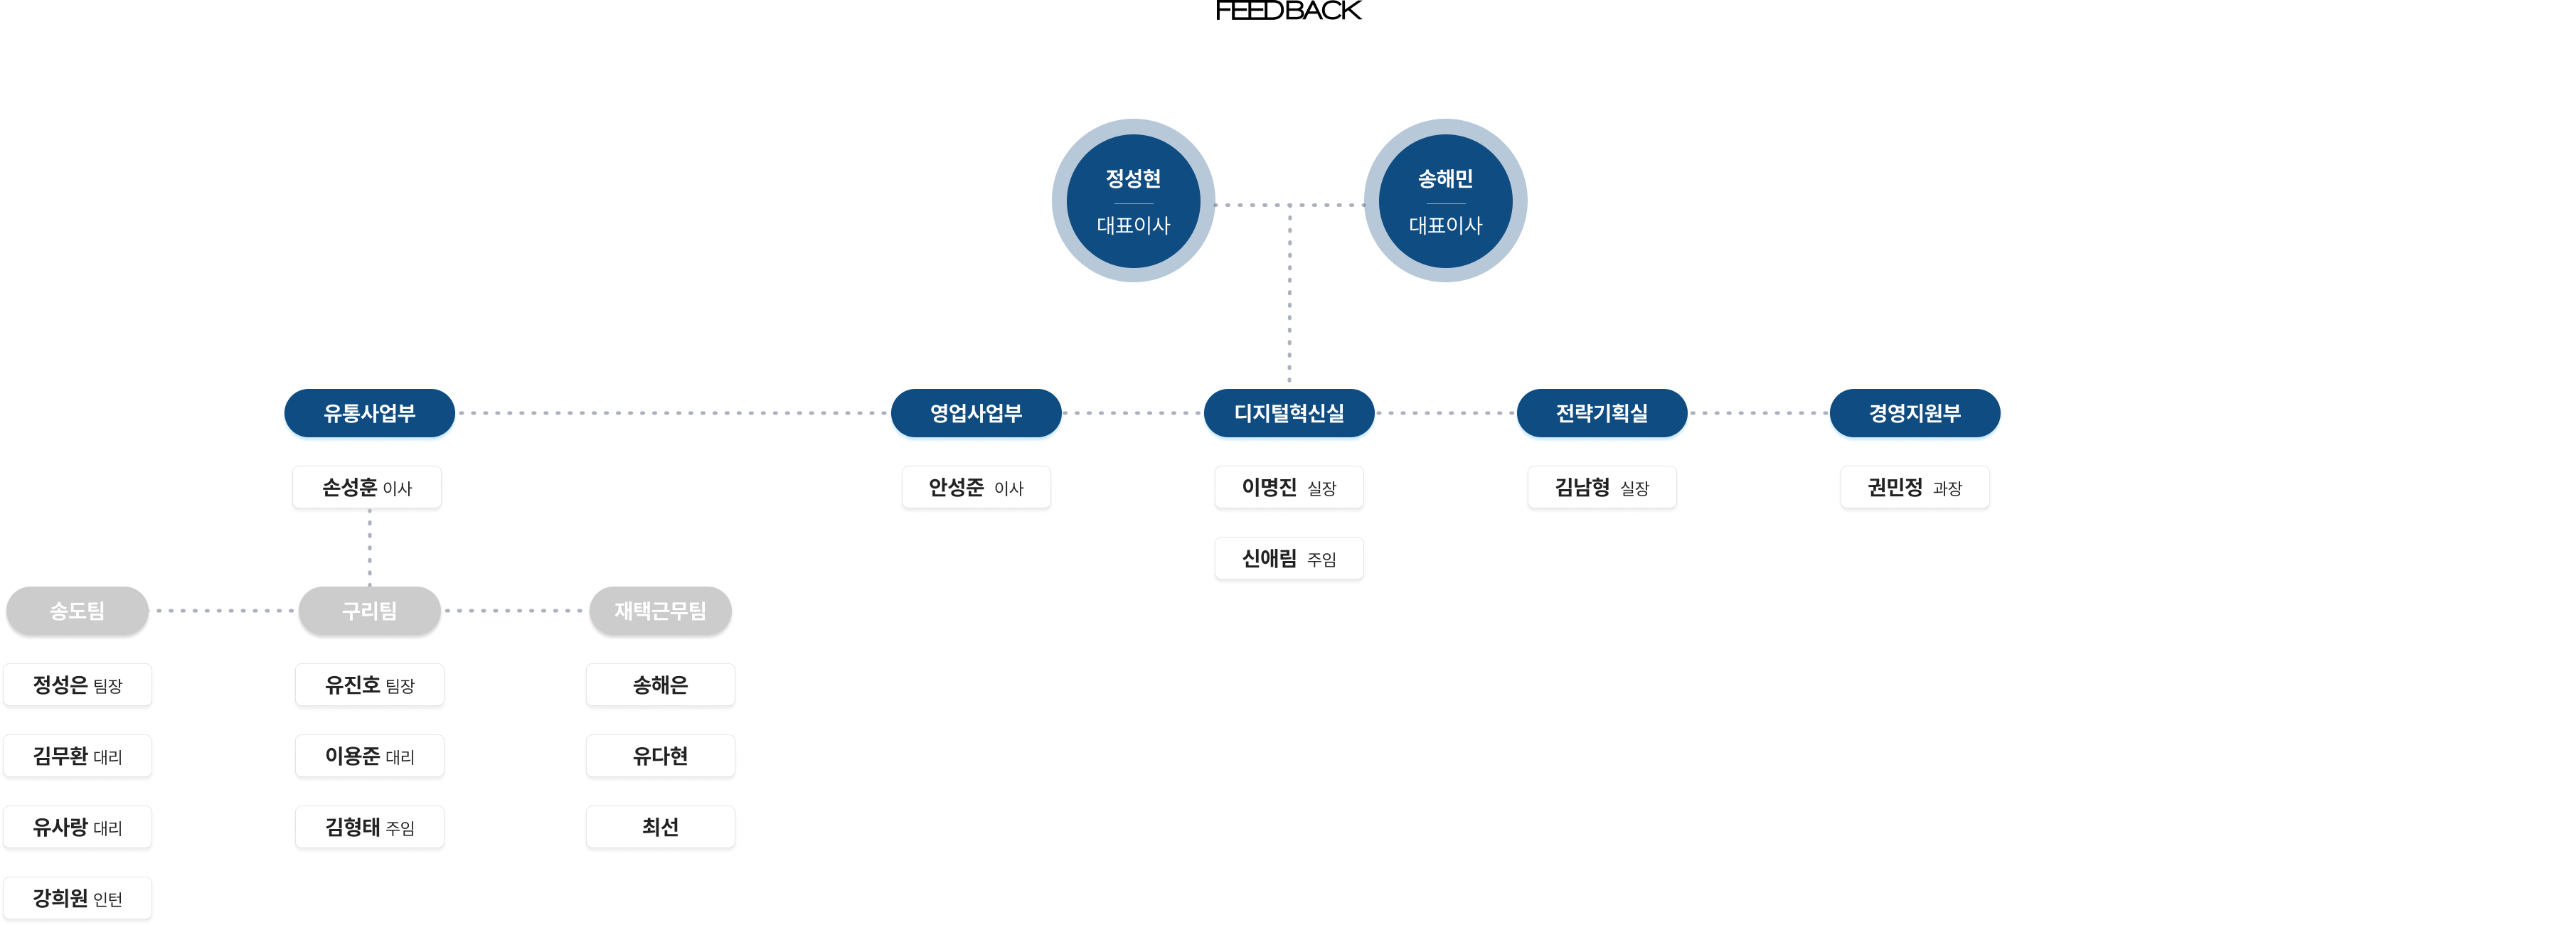 FEEDBACK
정성현
대표이사
송해민
대표이사
유통사업부
영업사업부
디지털혁신실
전략기획실
경영지원부
손성훈 이사
안성준 이사
이명진 실장
김남형 실장
권민정 과장
신애림 주임
송도팀
구리팀
재택근무팀
정성은 팀장
유진호 팀장
송해은
김무환 대리
이용준 대리
유다현
유사랑 대리
김형태 주임
최선
강희원 인턴